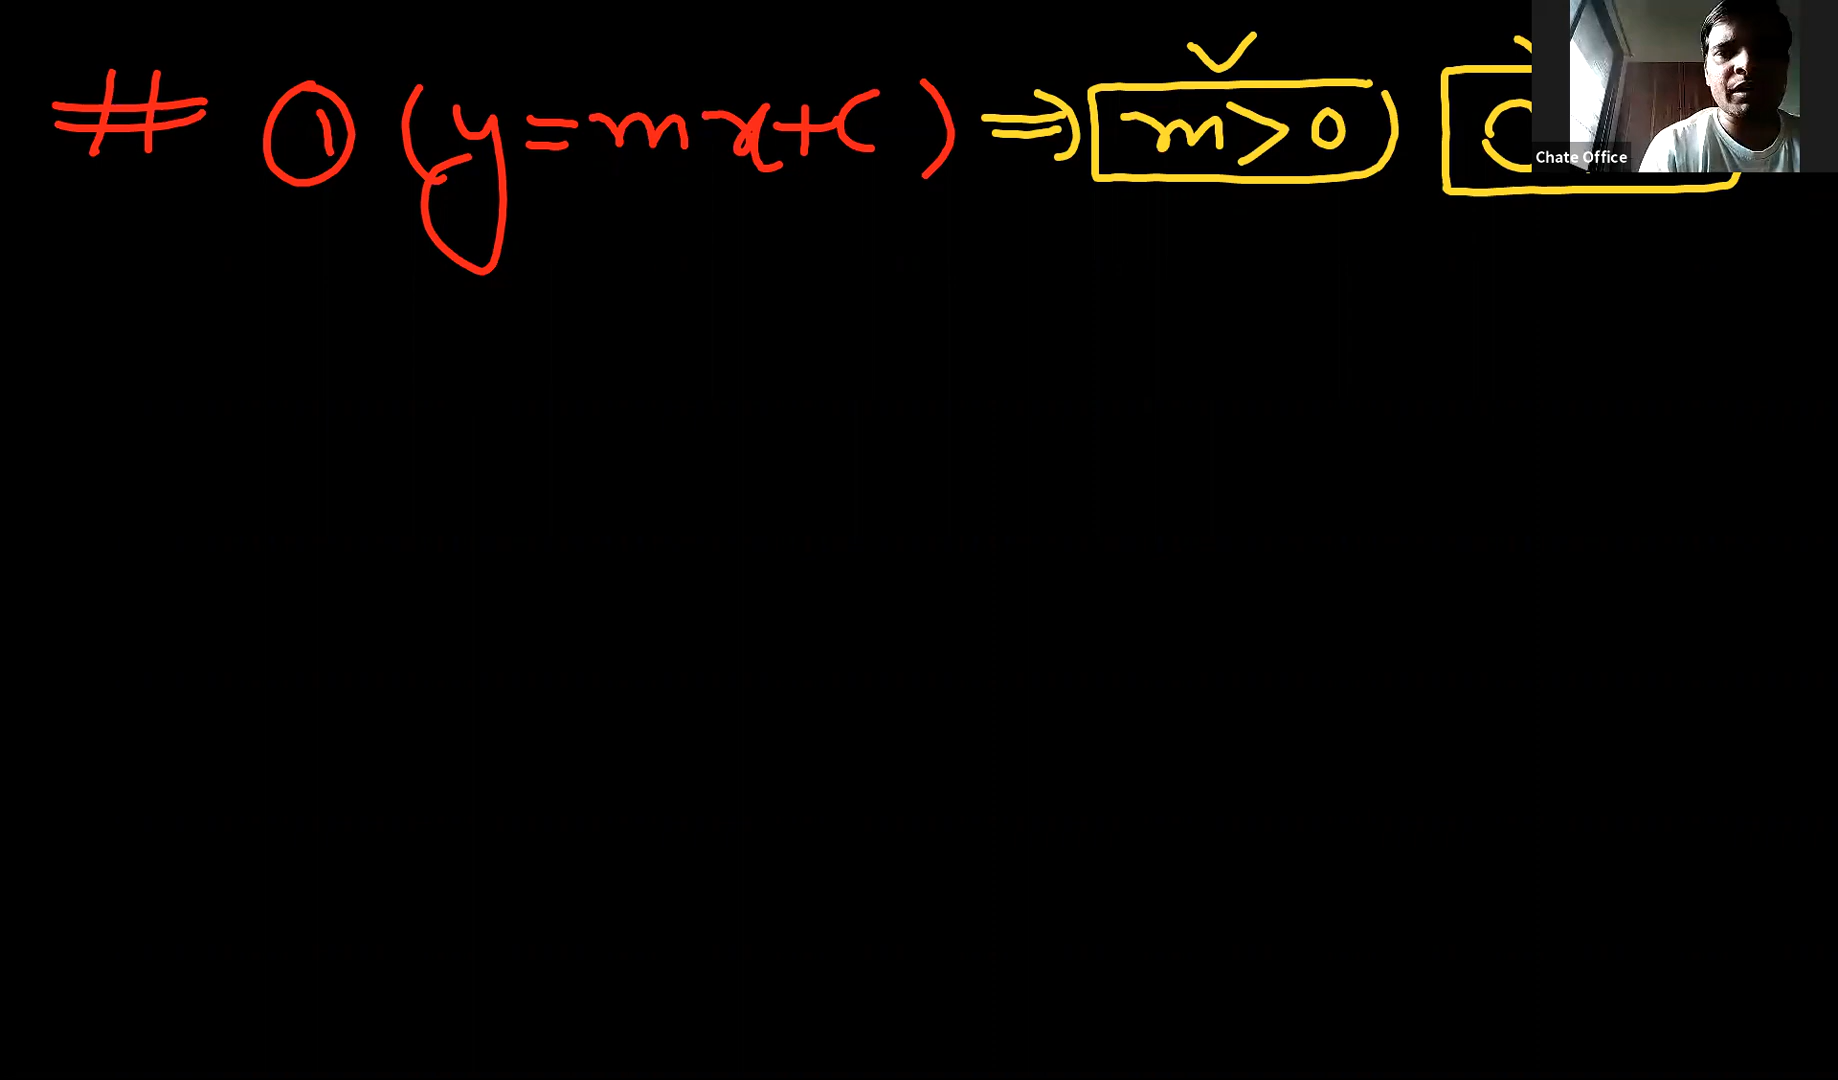 # ① (y = mx + c) ⇒ m > 0
Chate Office